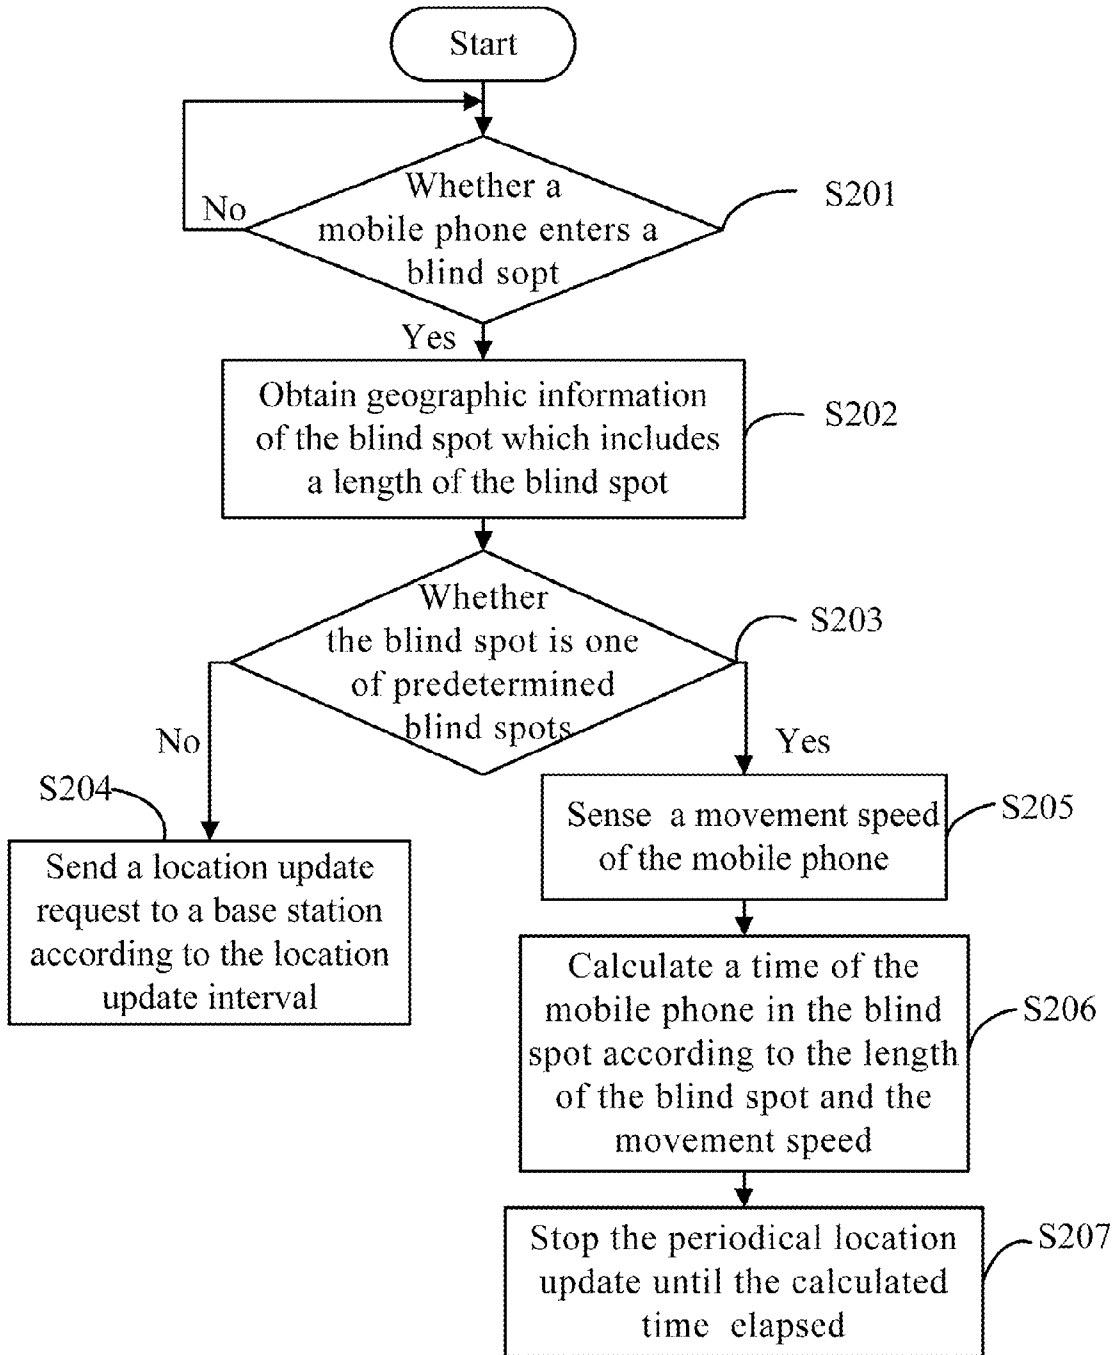 Start
Whether a
mobile phone enters a
blind sopt
S201
No
Yes
Obtain geographic information
of the blind spot which includes
a length of the blind spot
S202
Whether
the blind spot is one
of predetermined
blind spots
S203
No
Yes
S204
Send a location update
request to a base station
according to the location
update interval
Sense a movement speed
of the mobile phone
S205
Calculate a time of the
mobile phone in the blind
spot according to the length
of the blind spot and the
movement speed
S206
Stop the periodical location
update until the calculated
time elapsed
S207